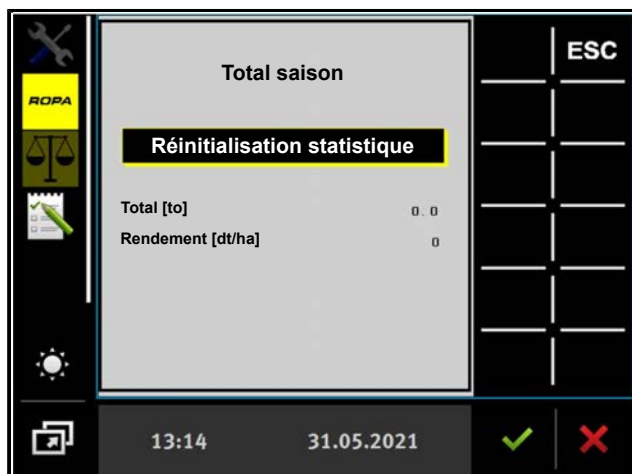 ESC
Total saison
ROPA
Réinitialisation statistique
Total [to] 0.0
Rendement [dt/ha] 0
13:14 31.05.2021